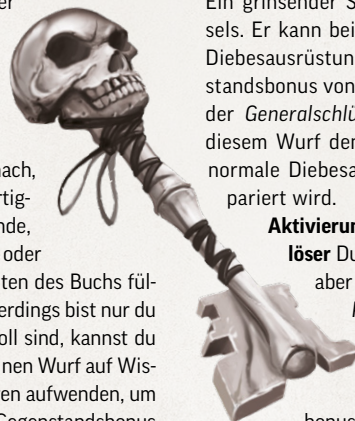 er
nach,
rtig-
nde,
oder
ten des Buchs fül-
erdings bist nur du
oll sind, kannst du
nen Wurf auf Wis-
en aufwenden, um
Gegenstandsbonus
Ein grinsender S
sels. Er kann bei
Diebesausrüstun
standsbonus von
der Generalschlü
diesem Wurf der
normale Diebesa
pariert wird.
Aktivierun
löser Du
aber